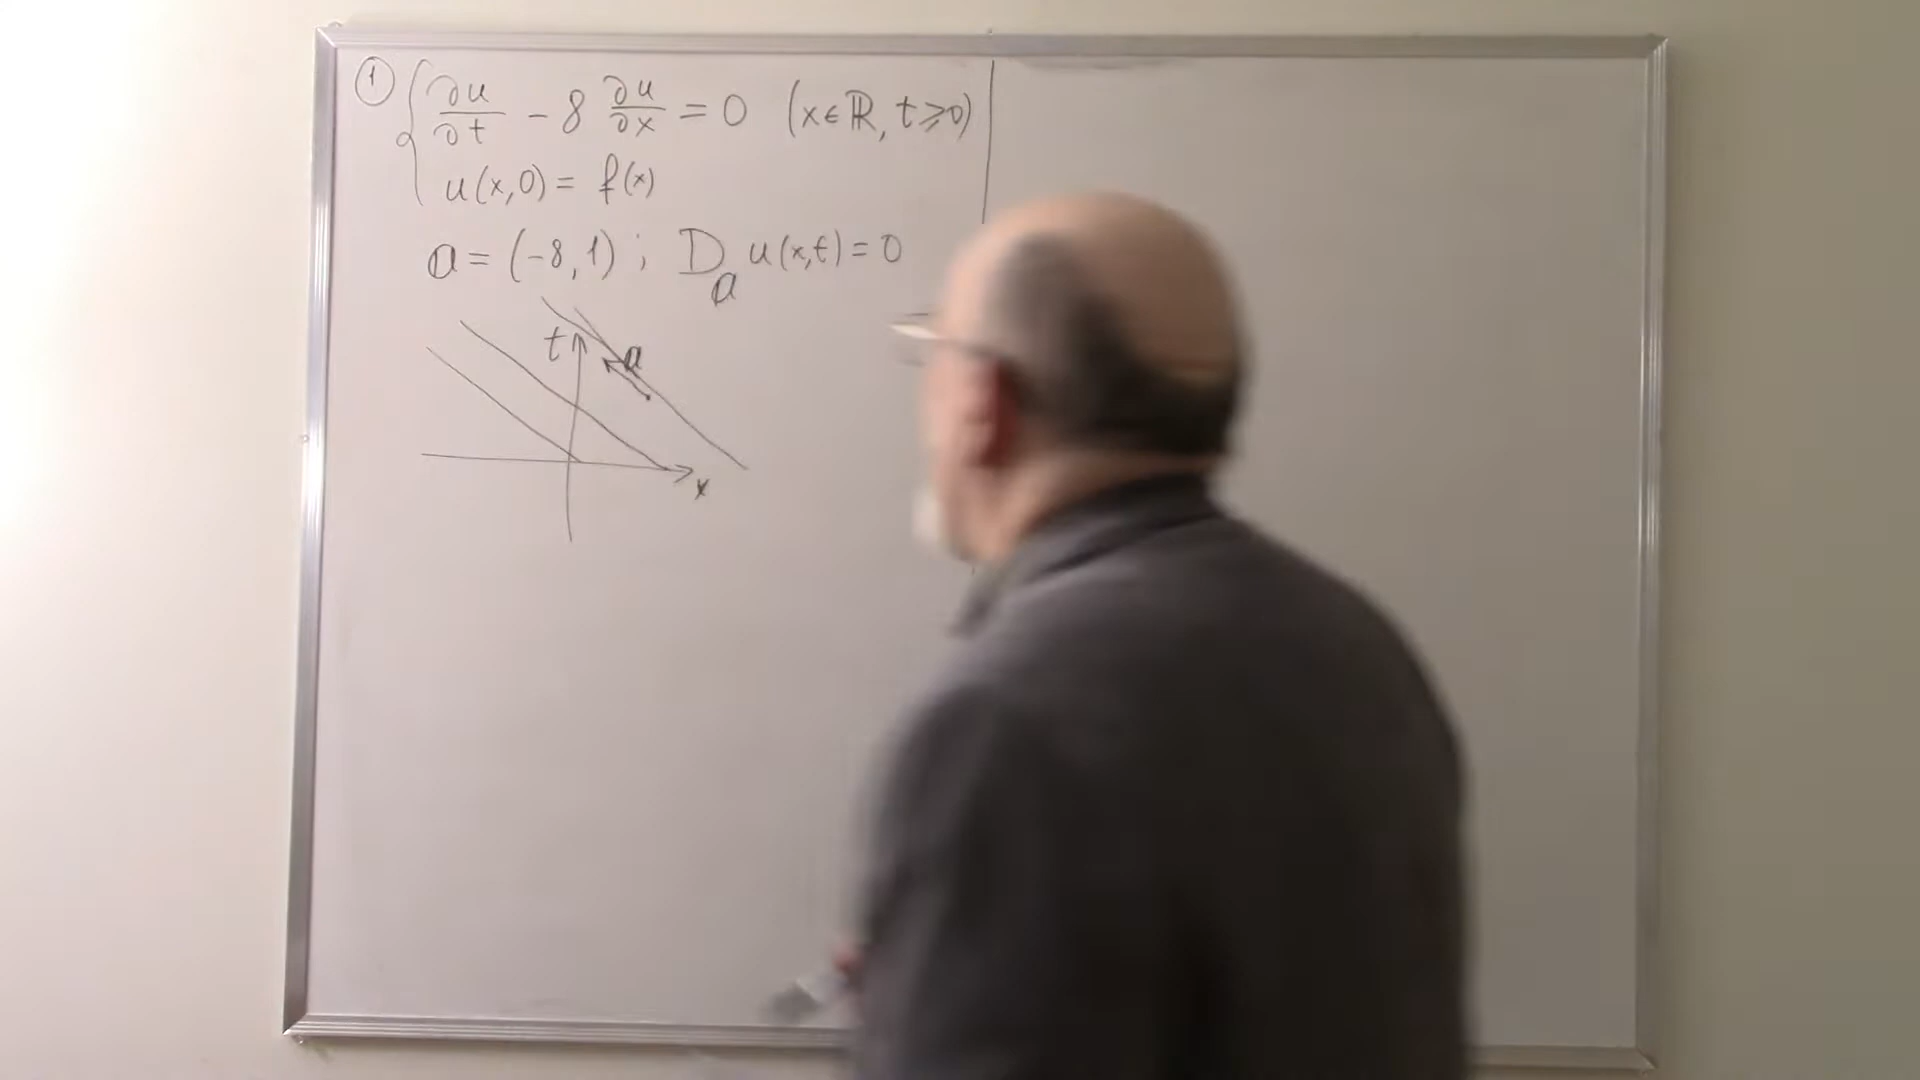 ① { ∂u/∂t - 8 ∂u/∂x = 0 (x∈ℝ, t⩾0)
u(x,0) = f(x)
a = (-8,1) ; D_a u(x,t) = 0
t
a
x